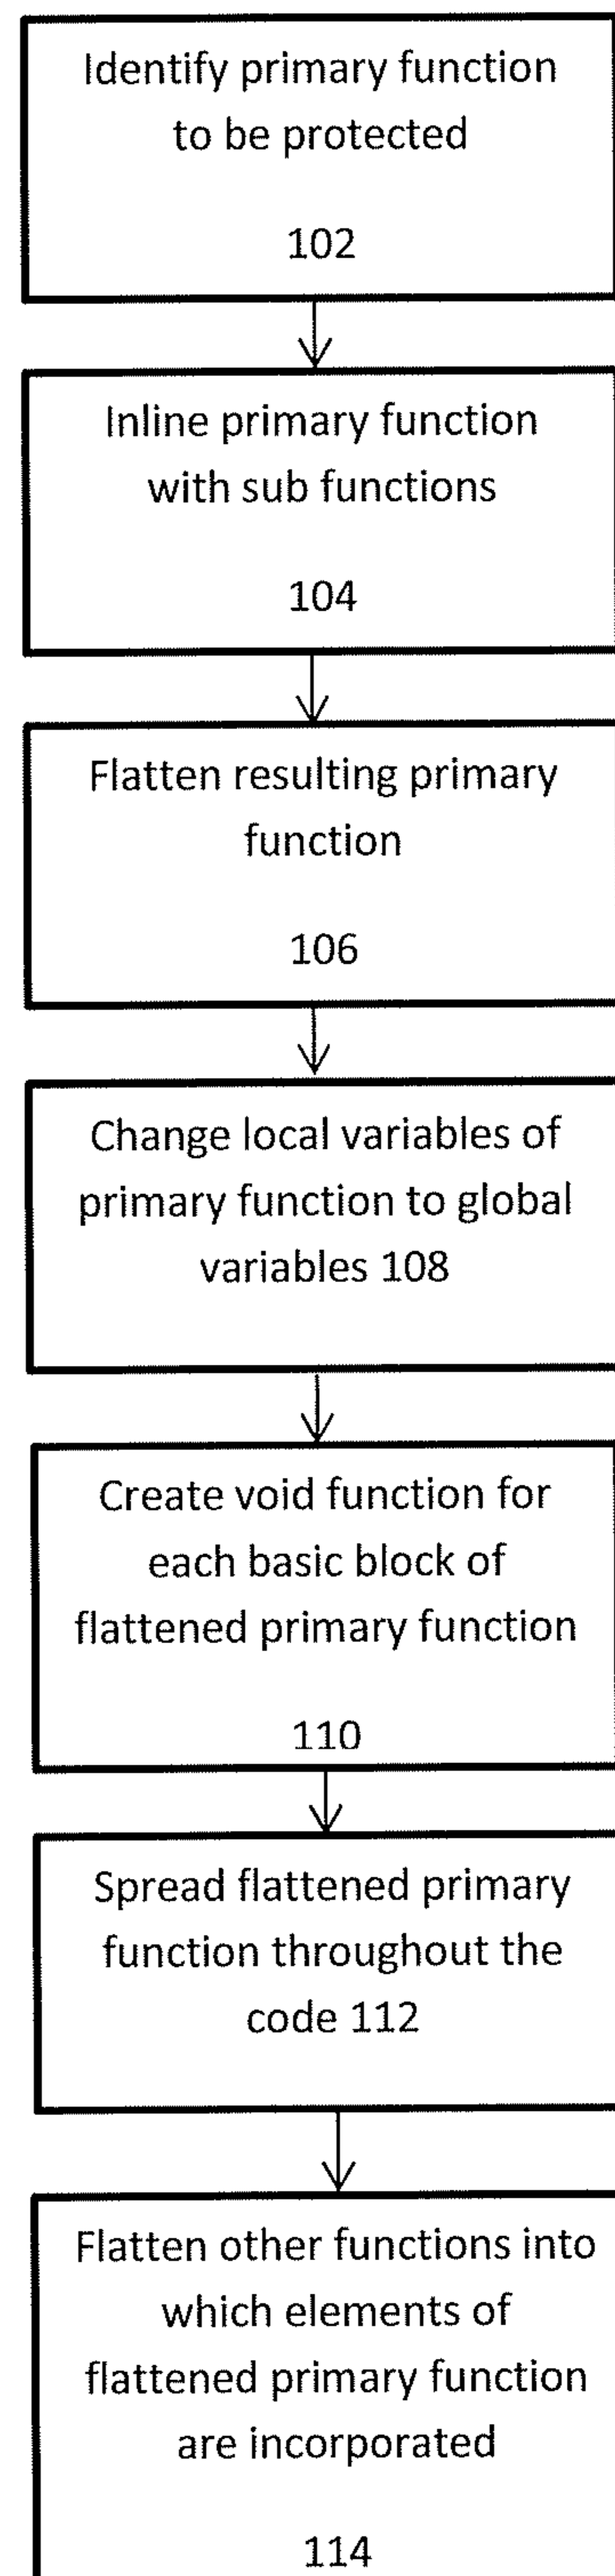 Identify primary function
to be protected
102
Inline primary function
with sub functions
104
Flatten resulting primary
function
106
Change local variables of
primary function to global
variables 108
Create void function for
each basic block of
flattened primary function
110
Spread flattened primary
function throughout the
code 112
Flatten other functions into
which elements of
flattened primary function
are incorporated
114